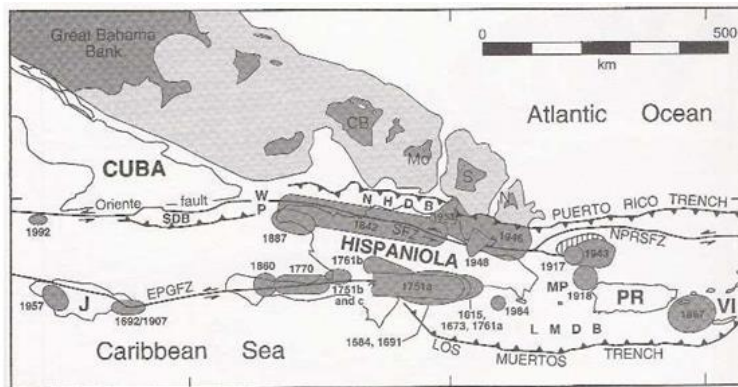 Great Bahama
Bank
0
500
km
Atlantic Ocean
CB
Mo
S
N
CUBA
Oriente fault
W
P
N H D B
SDB
1992
1887
1842
SFZ
1953
1946
1948
PUERTO RICO TRENCH
NPRSFZ
1917
1943
1918
MP
PR
VI
1867
HISPANIOLA
1761b
1860
1770
1751b
and c
1751a
EPGFZ
J
1957
1692/1907
1984
1615,
1673, 1761a
1684, 1691
L M D B
LOS
MUERTOS TRENCH
Caribbean Sea